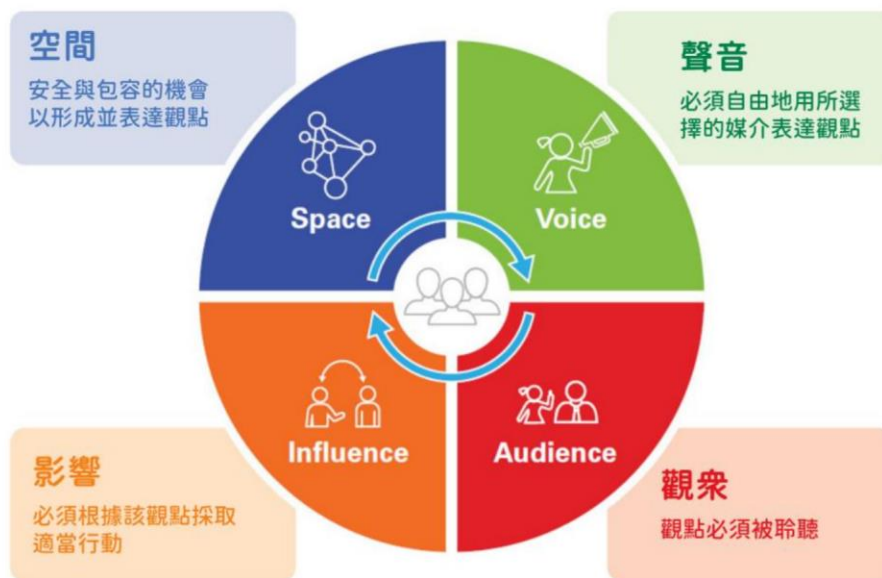 空間
安全與包容的機會
以形成並表達觀點
Space
聲音
必須自由地用所選
擇的媒介表達觀點
Voice
影響
必須根據該觀點採取
適當行動
Influence
觀眾
觀點必須被聆聽
Audience